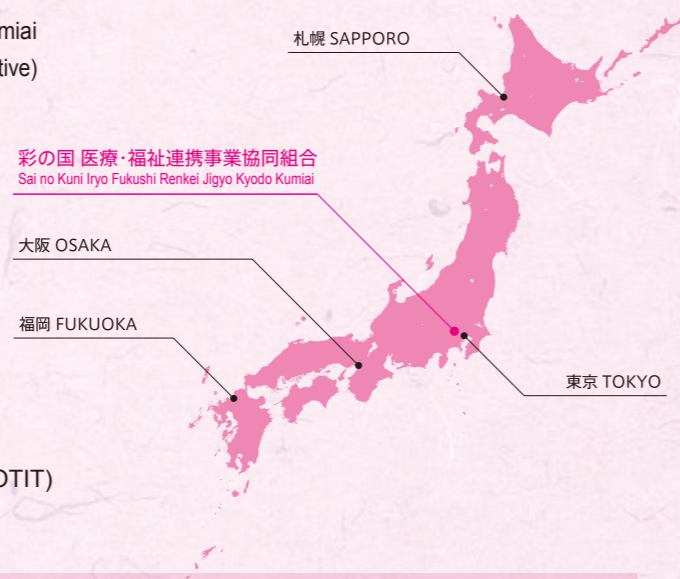 miai
tive)
札幌 SAPPORO
彩の国 医療・福祉連携事業協同組合
Sai no Kuni Iryo Fukushi Renkei Jigyo Kyodo Kumiai
大阪 OSAKA
福岡 FUKUOKA
東京 TOKYO
OTIT)